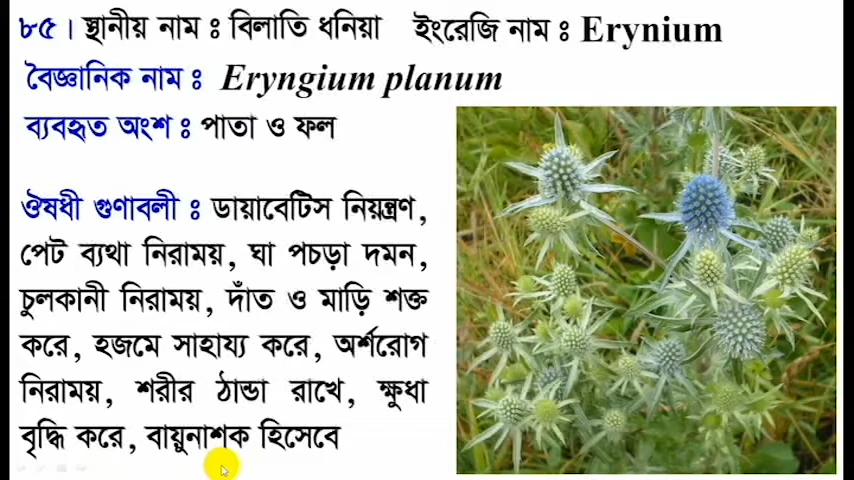 ৮৫। স্থানীয় নাম : বিলাতি ধনিয়া ইংরেজি নাম : Erynium
বৈজ্ঞানিক নাম : Eryngium planum
ব্যবহৃত অংশ : পাতা ও ফল
ঔষধী গুণাবলী : ডায়াবেটিস নিয়ন্ত্রণ,
পেট ব্যথা নিরাময়, ঘা পচড়া দমন,
চুলকানী নিরাময়, দাঁত ও মাড়ি শক্ত
করে, হজমে সাহায্য করে, অর্শরোগ
নিরাময়, শরীর ঠান্ডা রাখে, ক্ষুধা
বৃদ্ধি করে, বায়ুনাশক হিসেবে